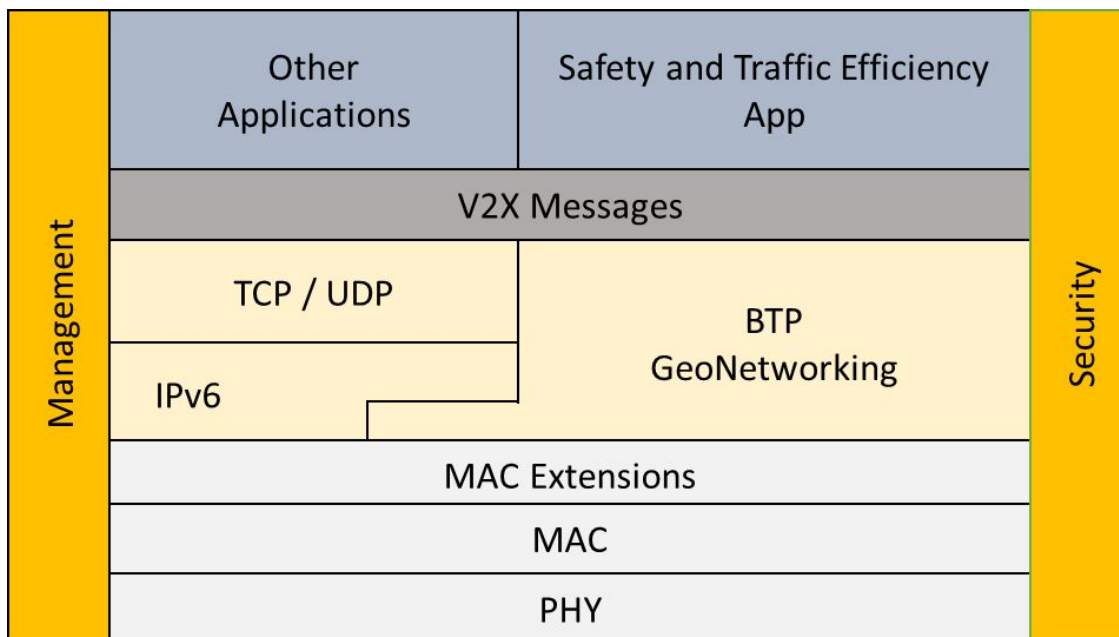 Management
Other
Applications
Safety and Traffic Efficiency
App
V2X Messages
TCP / UDP
IPv6
BTP
GeoNetworking
MAC Extensions
MAC
PHY
Security